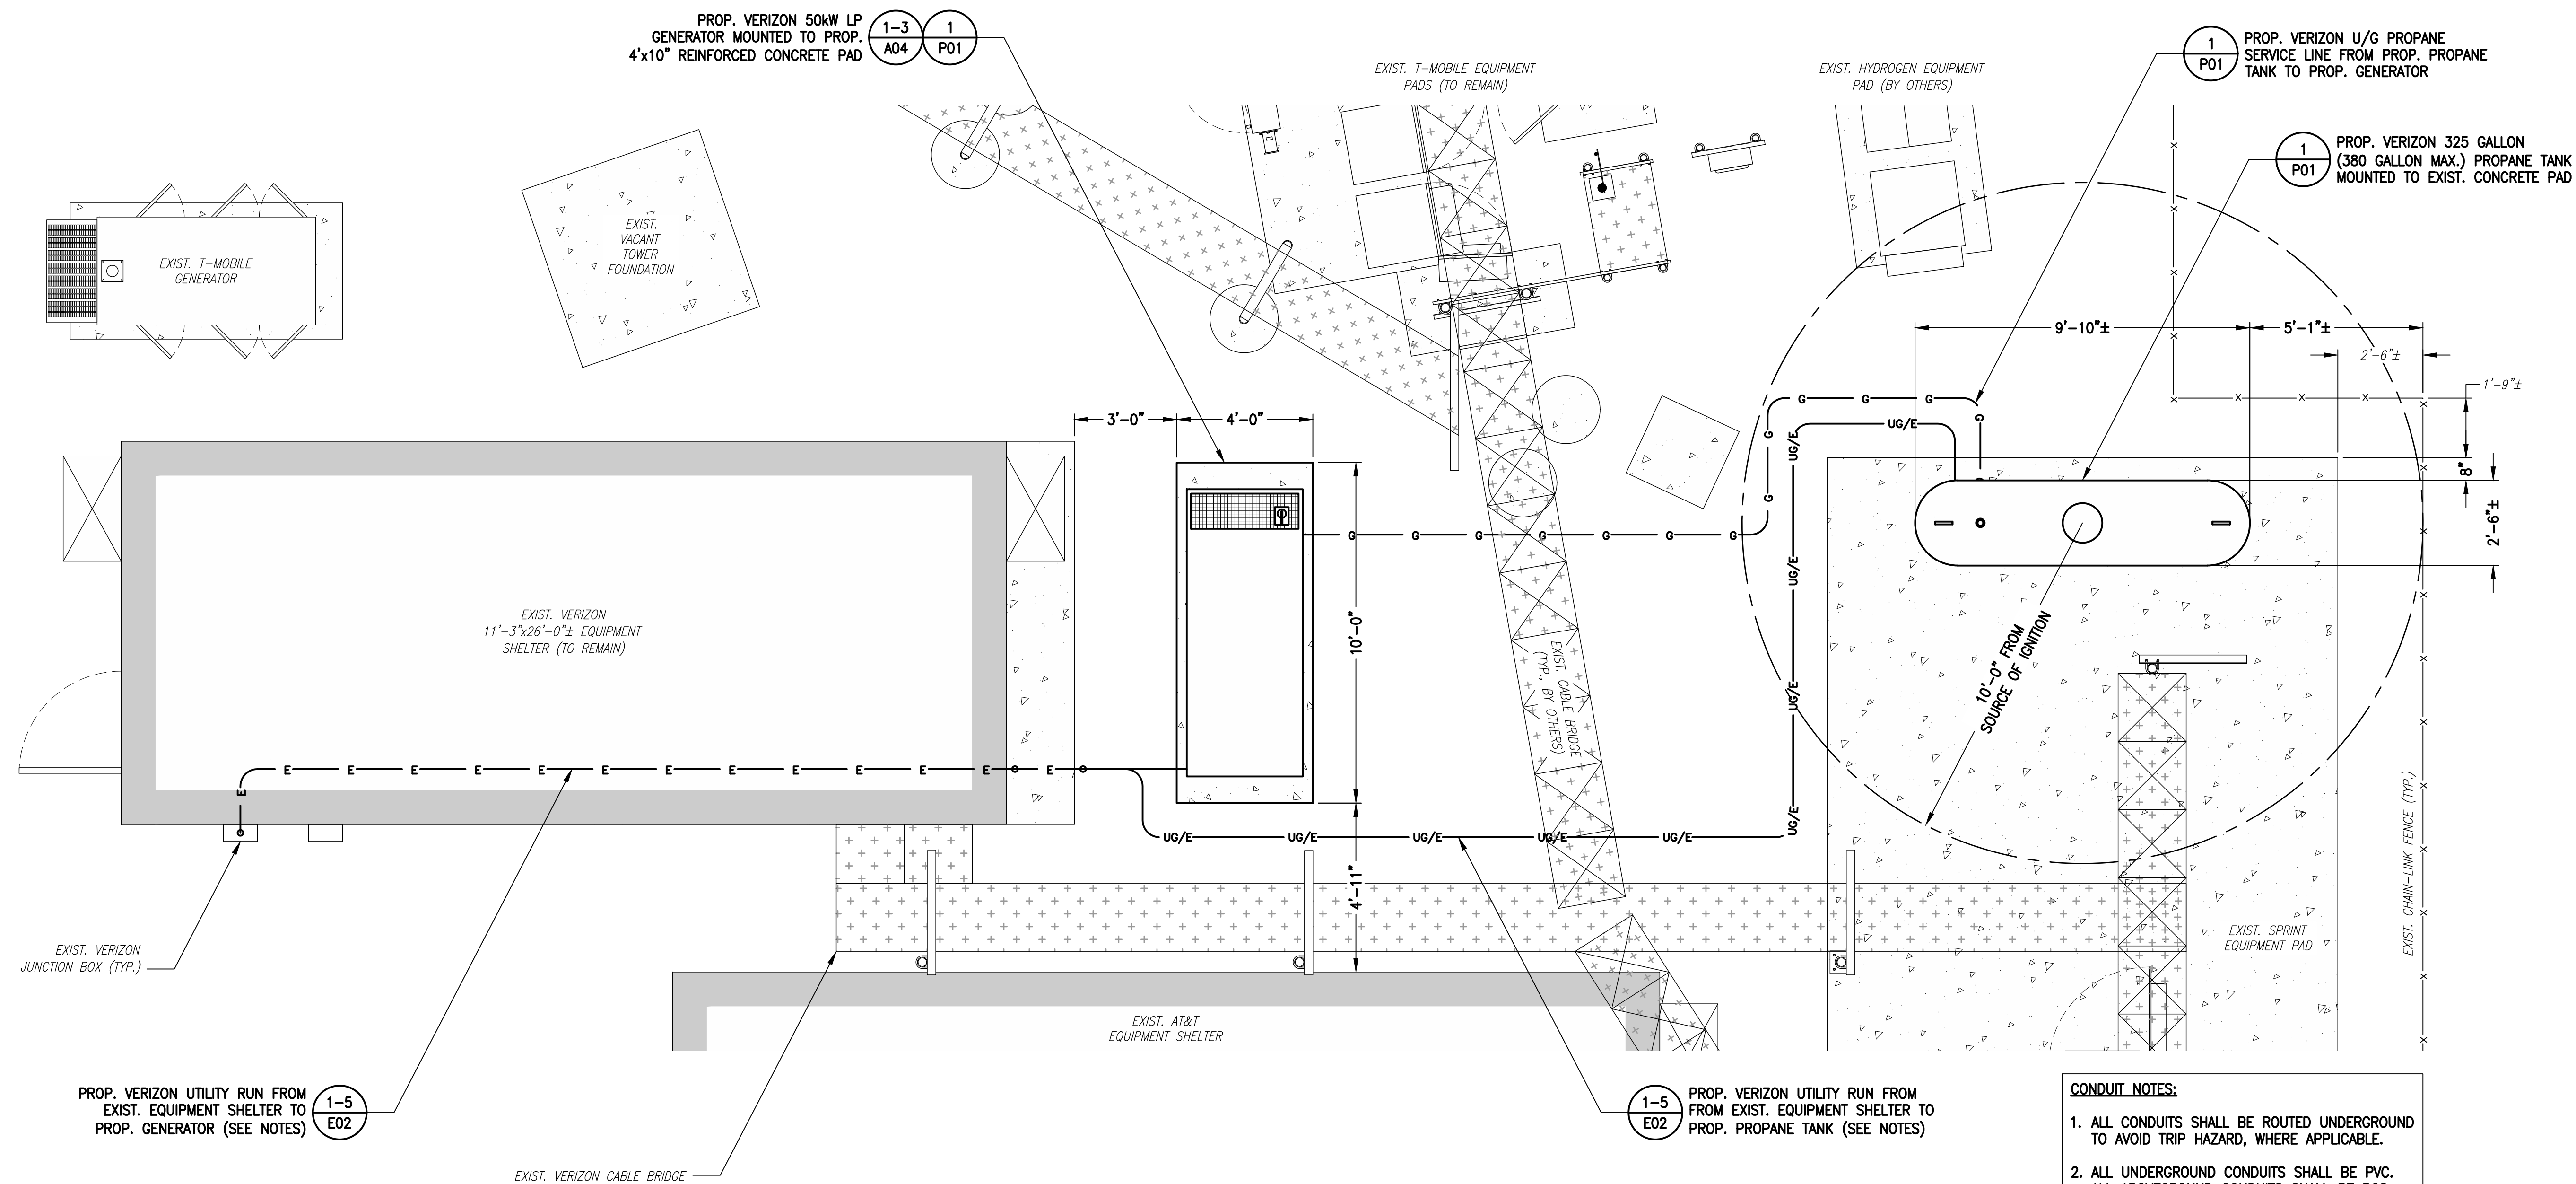 PROP. VERIZON 50kW LP
GENERATOR MOUNTED TO PROP.
4'x10" REINFORCED CONCRETE PAD
1-3
A04
1
P01
EXIST. T-MOBILE EQUIPMENT
PADS (TO REMAIN)
EXIST. HYDROGEN EQUIPMENT
PAD (BY OTHERS)
1
P01
PROP. VERIZON U/G PROPANE
SERVICE LINE FROM PROP. PROPANE
TANK TO PROP. GENERATOR
1
P01
PROP. VERIZON 325 GALLON
(380 GALLON MAX.) PROPANE TANK
MOUNTED TO EXIST. CONCRETE PAD
EXIST. T-MOBILE
GENERATOR
EXIST.
VACANT
TOWER
FOUNDATION
9'-10"±
5'-1"±
2'-6"±
1'-9"±
8"
2'-6"±
3'-0"
4'-0"
G G G
G
G
G
G G G G G G G
UG/E
UG/E
UG/E
UG/E
UG/E
EXIST. VERIZON
11'-3"x26'-0"± EQUIPMENT
SHELTER (TO REMAIN)
10'-0"
EXIST. CABLE BRIDGE
(TYP., BY OTHERS)
10'-0" FROM
SOURCE OF IGNITION
E E E E E E E E E E E E E
E
UG/E UG/E UG/E UG/E UG/E
4'-11"
EXIST. CHAIN-LINK FENCE (TYP.)
EXIST. SPRINT
EQUIPMENT PAD
EXIST. VERIZON
JUNCTION BOX (TYP.)
EXIST. AT&T
EQUIPMENT SHELTER
PROP. VERIZON UTILITY RUN FROM
EXIST. EQUIPMENT SHELTER TO
PROP. GENERATOR (SEE NOTES)
1-5
E02
EXIST. VERIZON CABLE BRIDGE
1-5
E02
PROP. VERIZON UTILITY RUN FROM
FROM EXIST. EQUIPMENT SHELTER TO
PROP. PROPANE TANK (SEE NOTES)
CONDUIT NOTES:
1. ALL CONDUITS SHALL BE ROUTED UNDERGROUND
TO AVOID TRIP HAZARD, WHERE APPLICABLE.
2. ALL UNDERGROUND CONDUITS SHALL BE PVC.